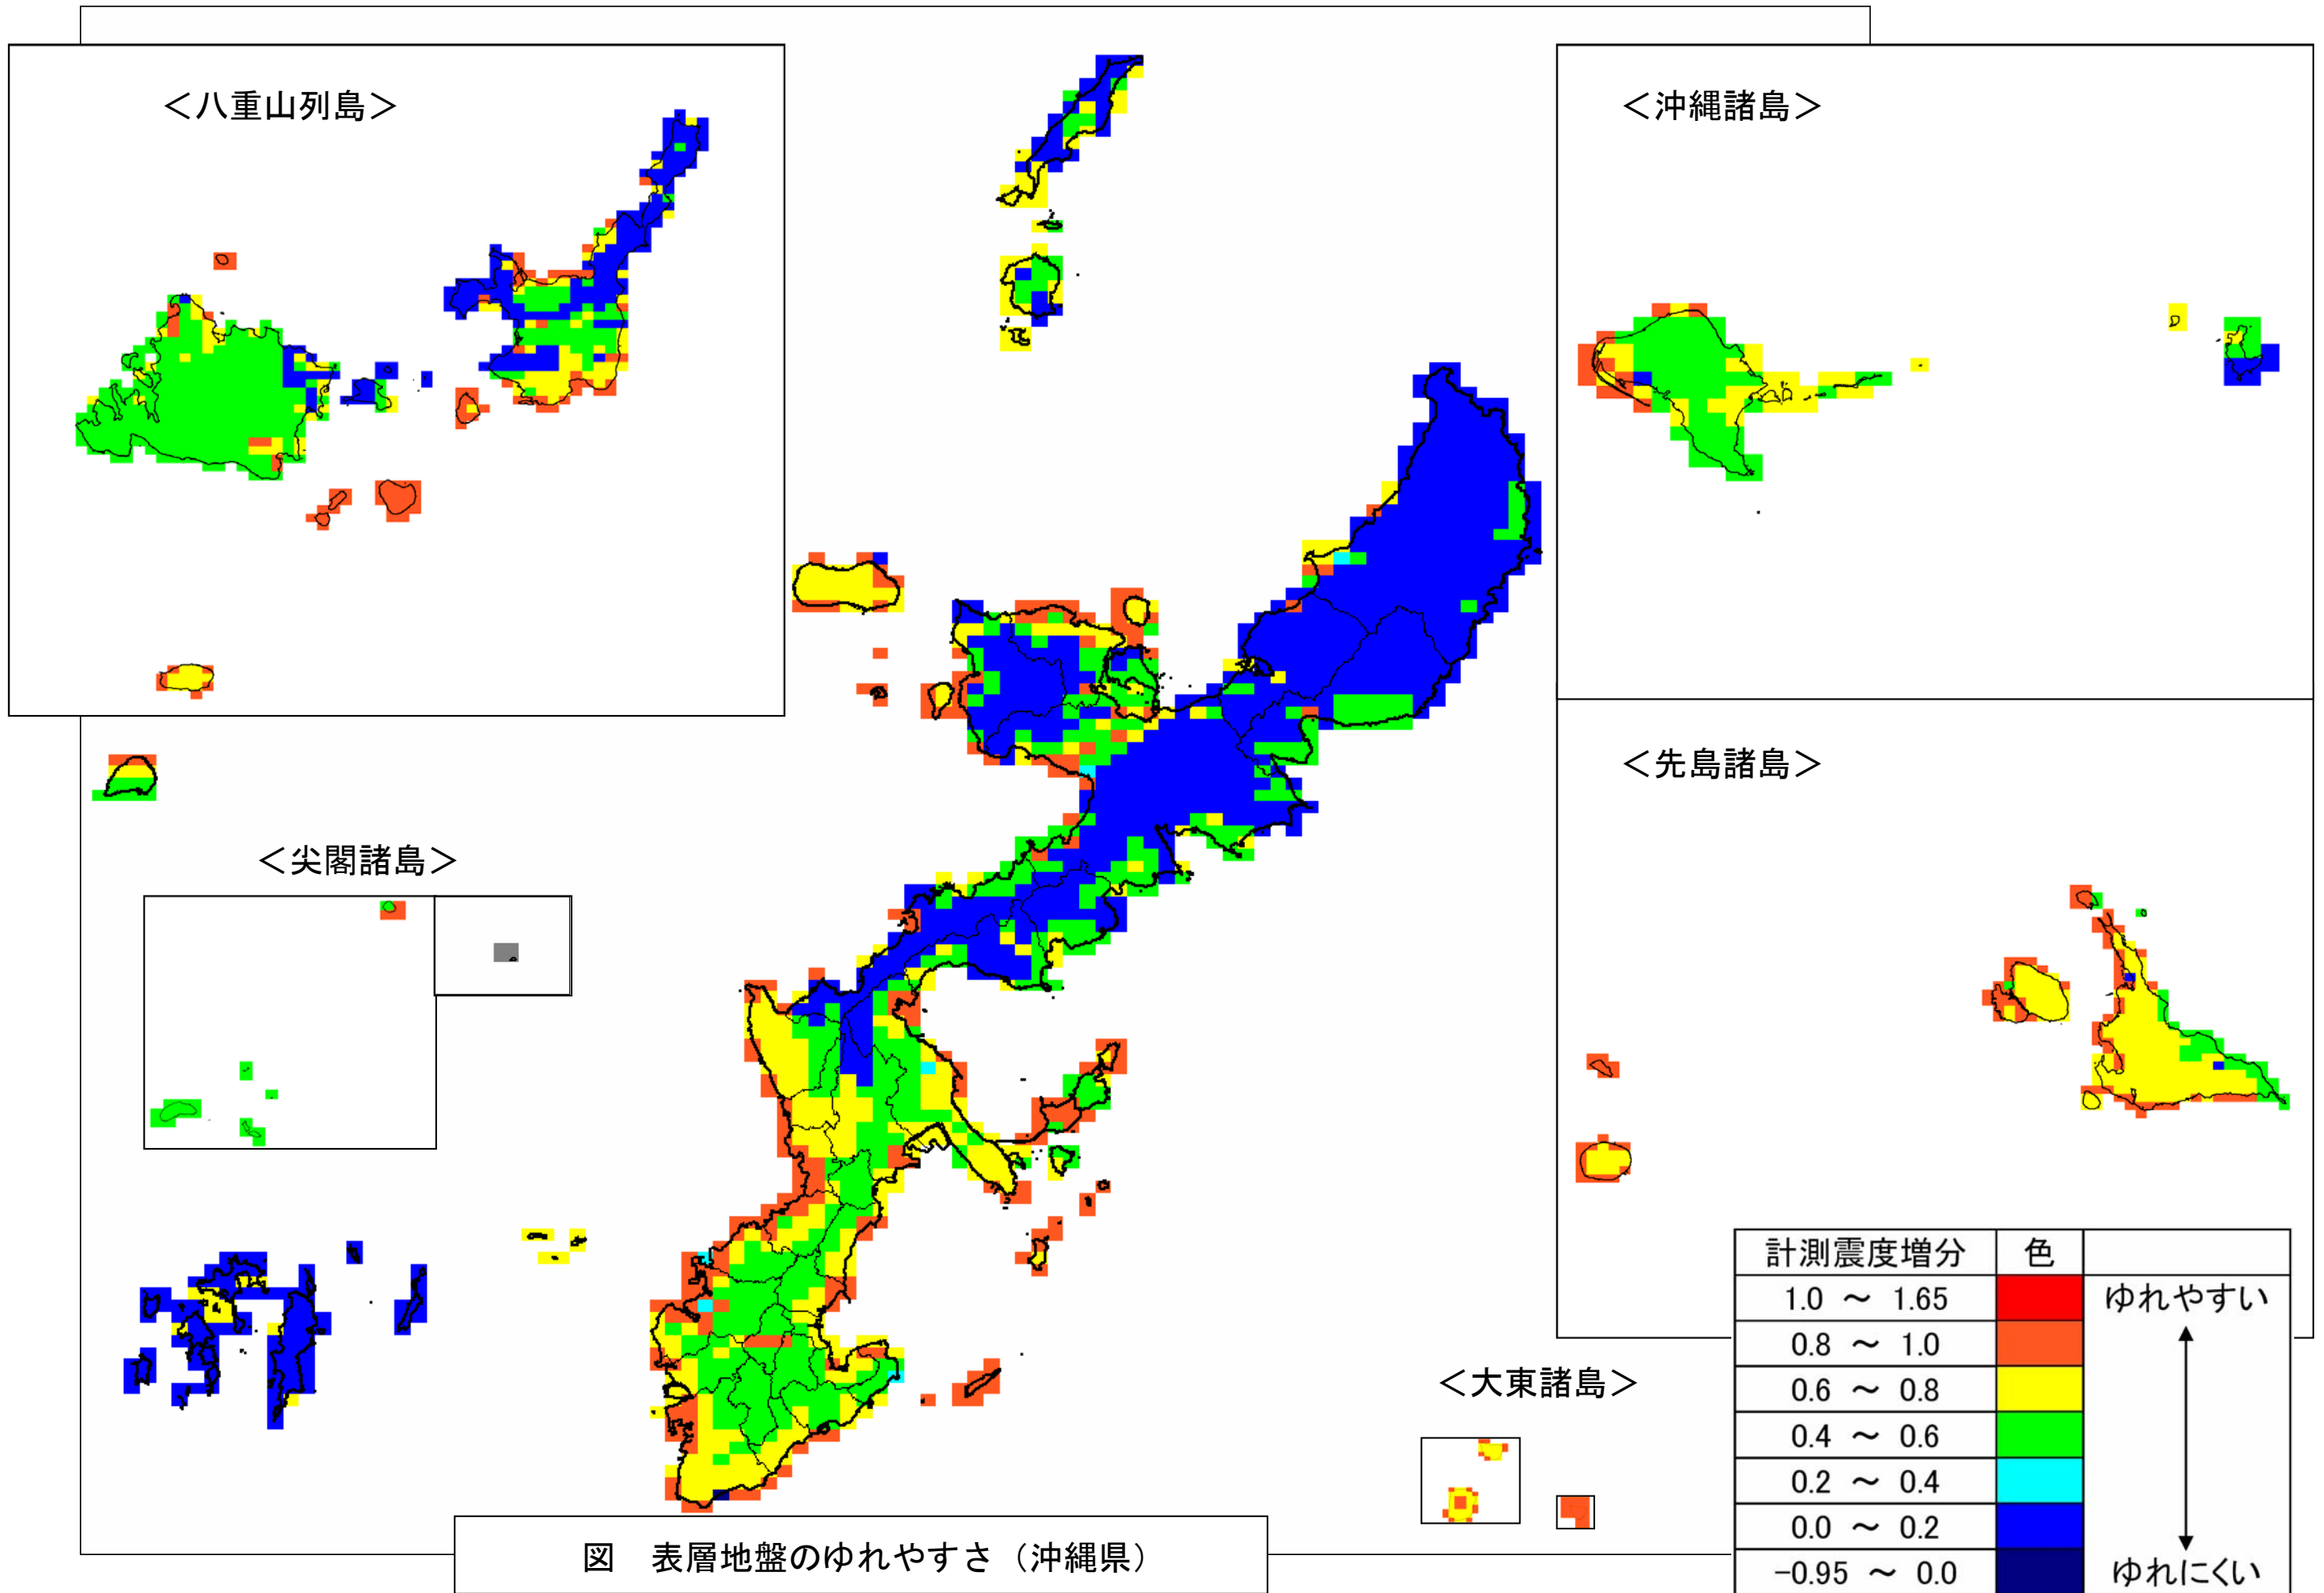 ＜八重山列島＞
＜沖縄諸島＞
＜先島諸島＞
＜尖閣諸島＞
＜大東諸島＞
計測震度増分 色
1.0 ～ 1.65 ゆれやすい
0.8 ～ 1.0
0.6 ～ 0.8
0.4 ～ 0.6
0.2 ～ 0.4
0.0 ～ 0.2
−0.95 ～ 0.0 ゆれにくい
図　表層地盤のゆれやすさ（沖縄県）